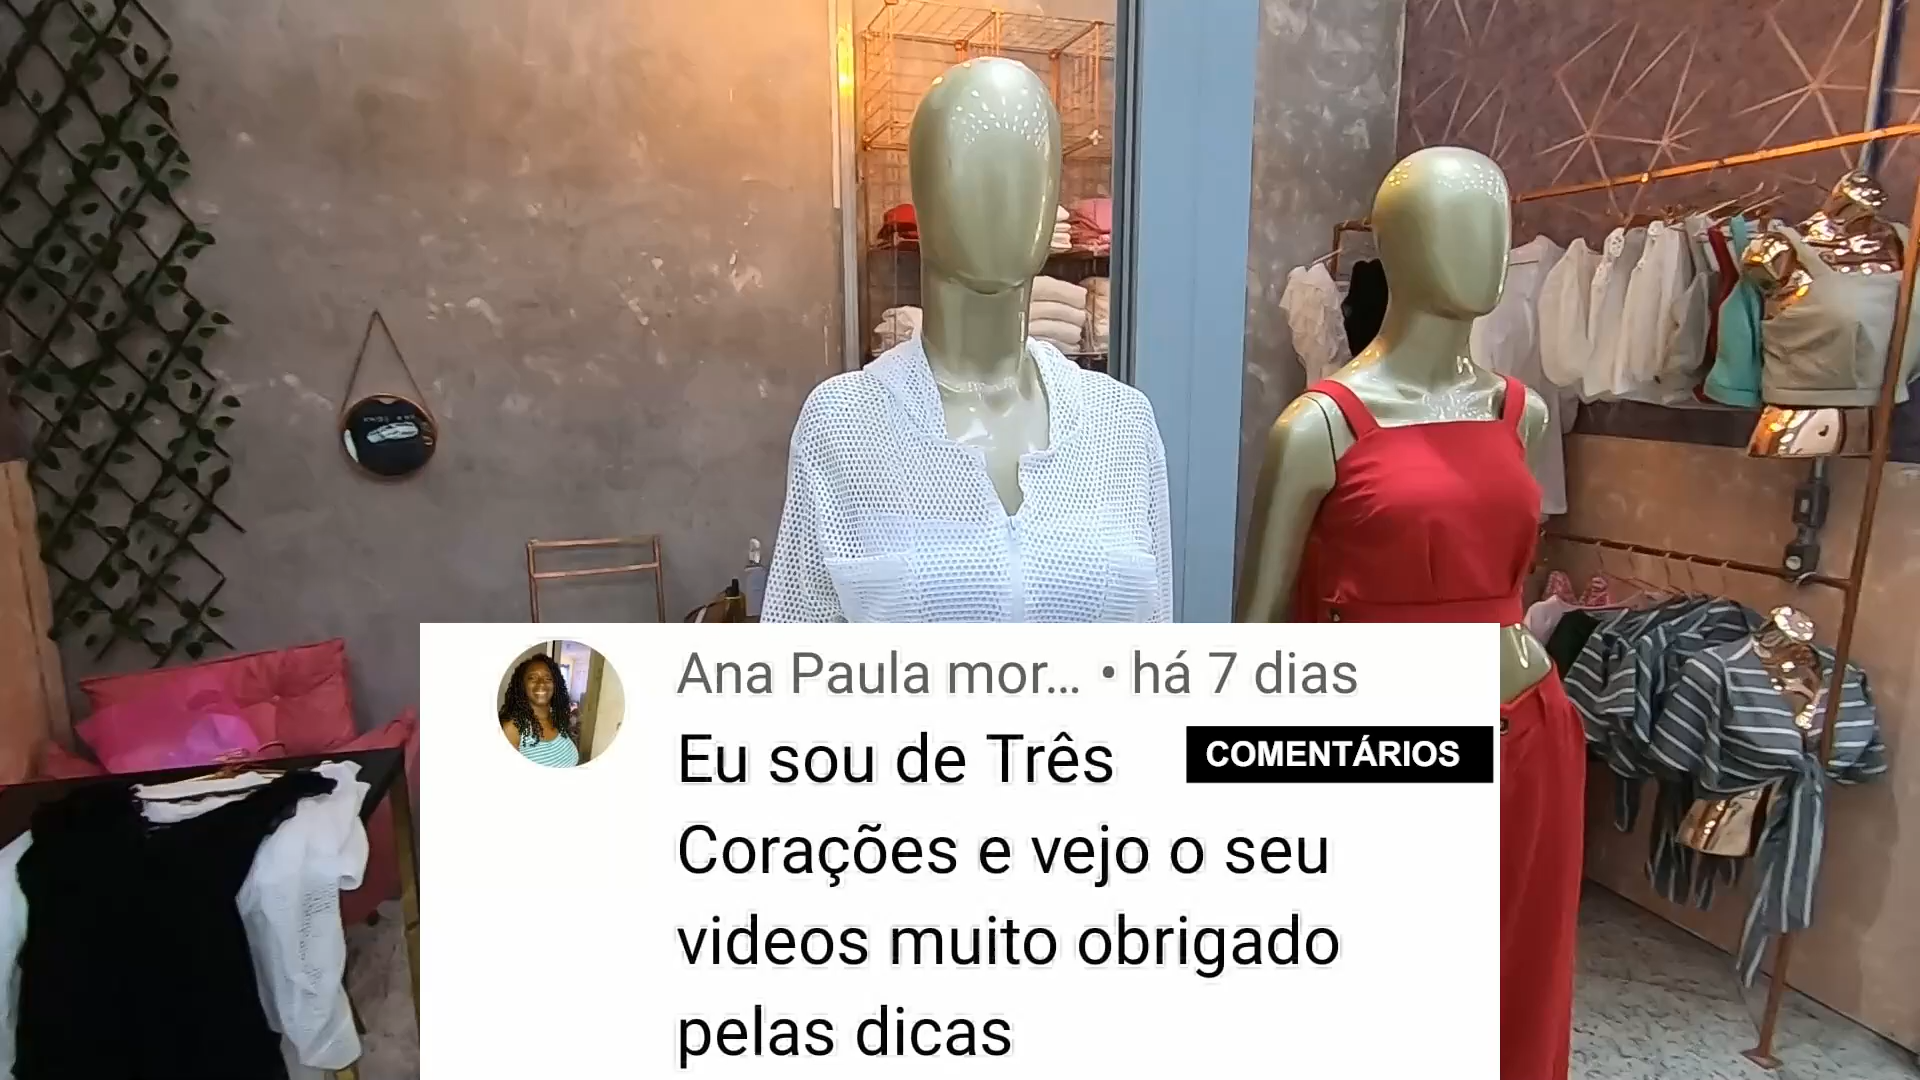 Ana Paula mor... • há 7 dias
Eu sou de Três
COMENTÁRIOS
Corações e vejo o seu
videos muito obrigado
pelas dicas